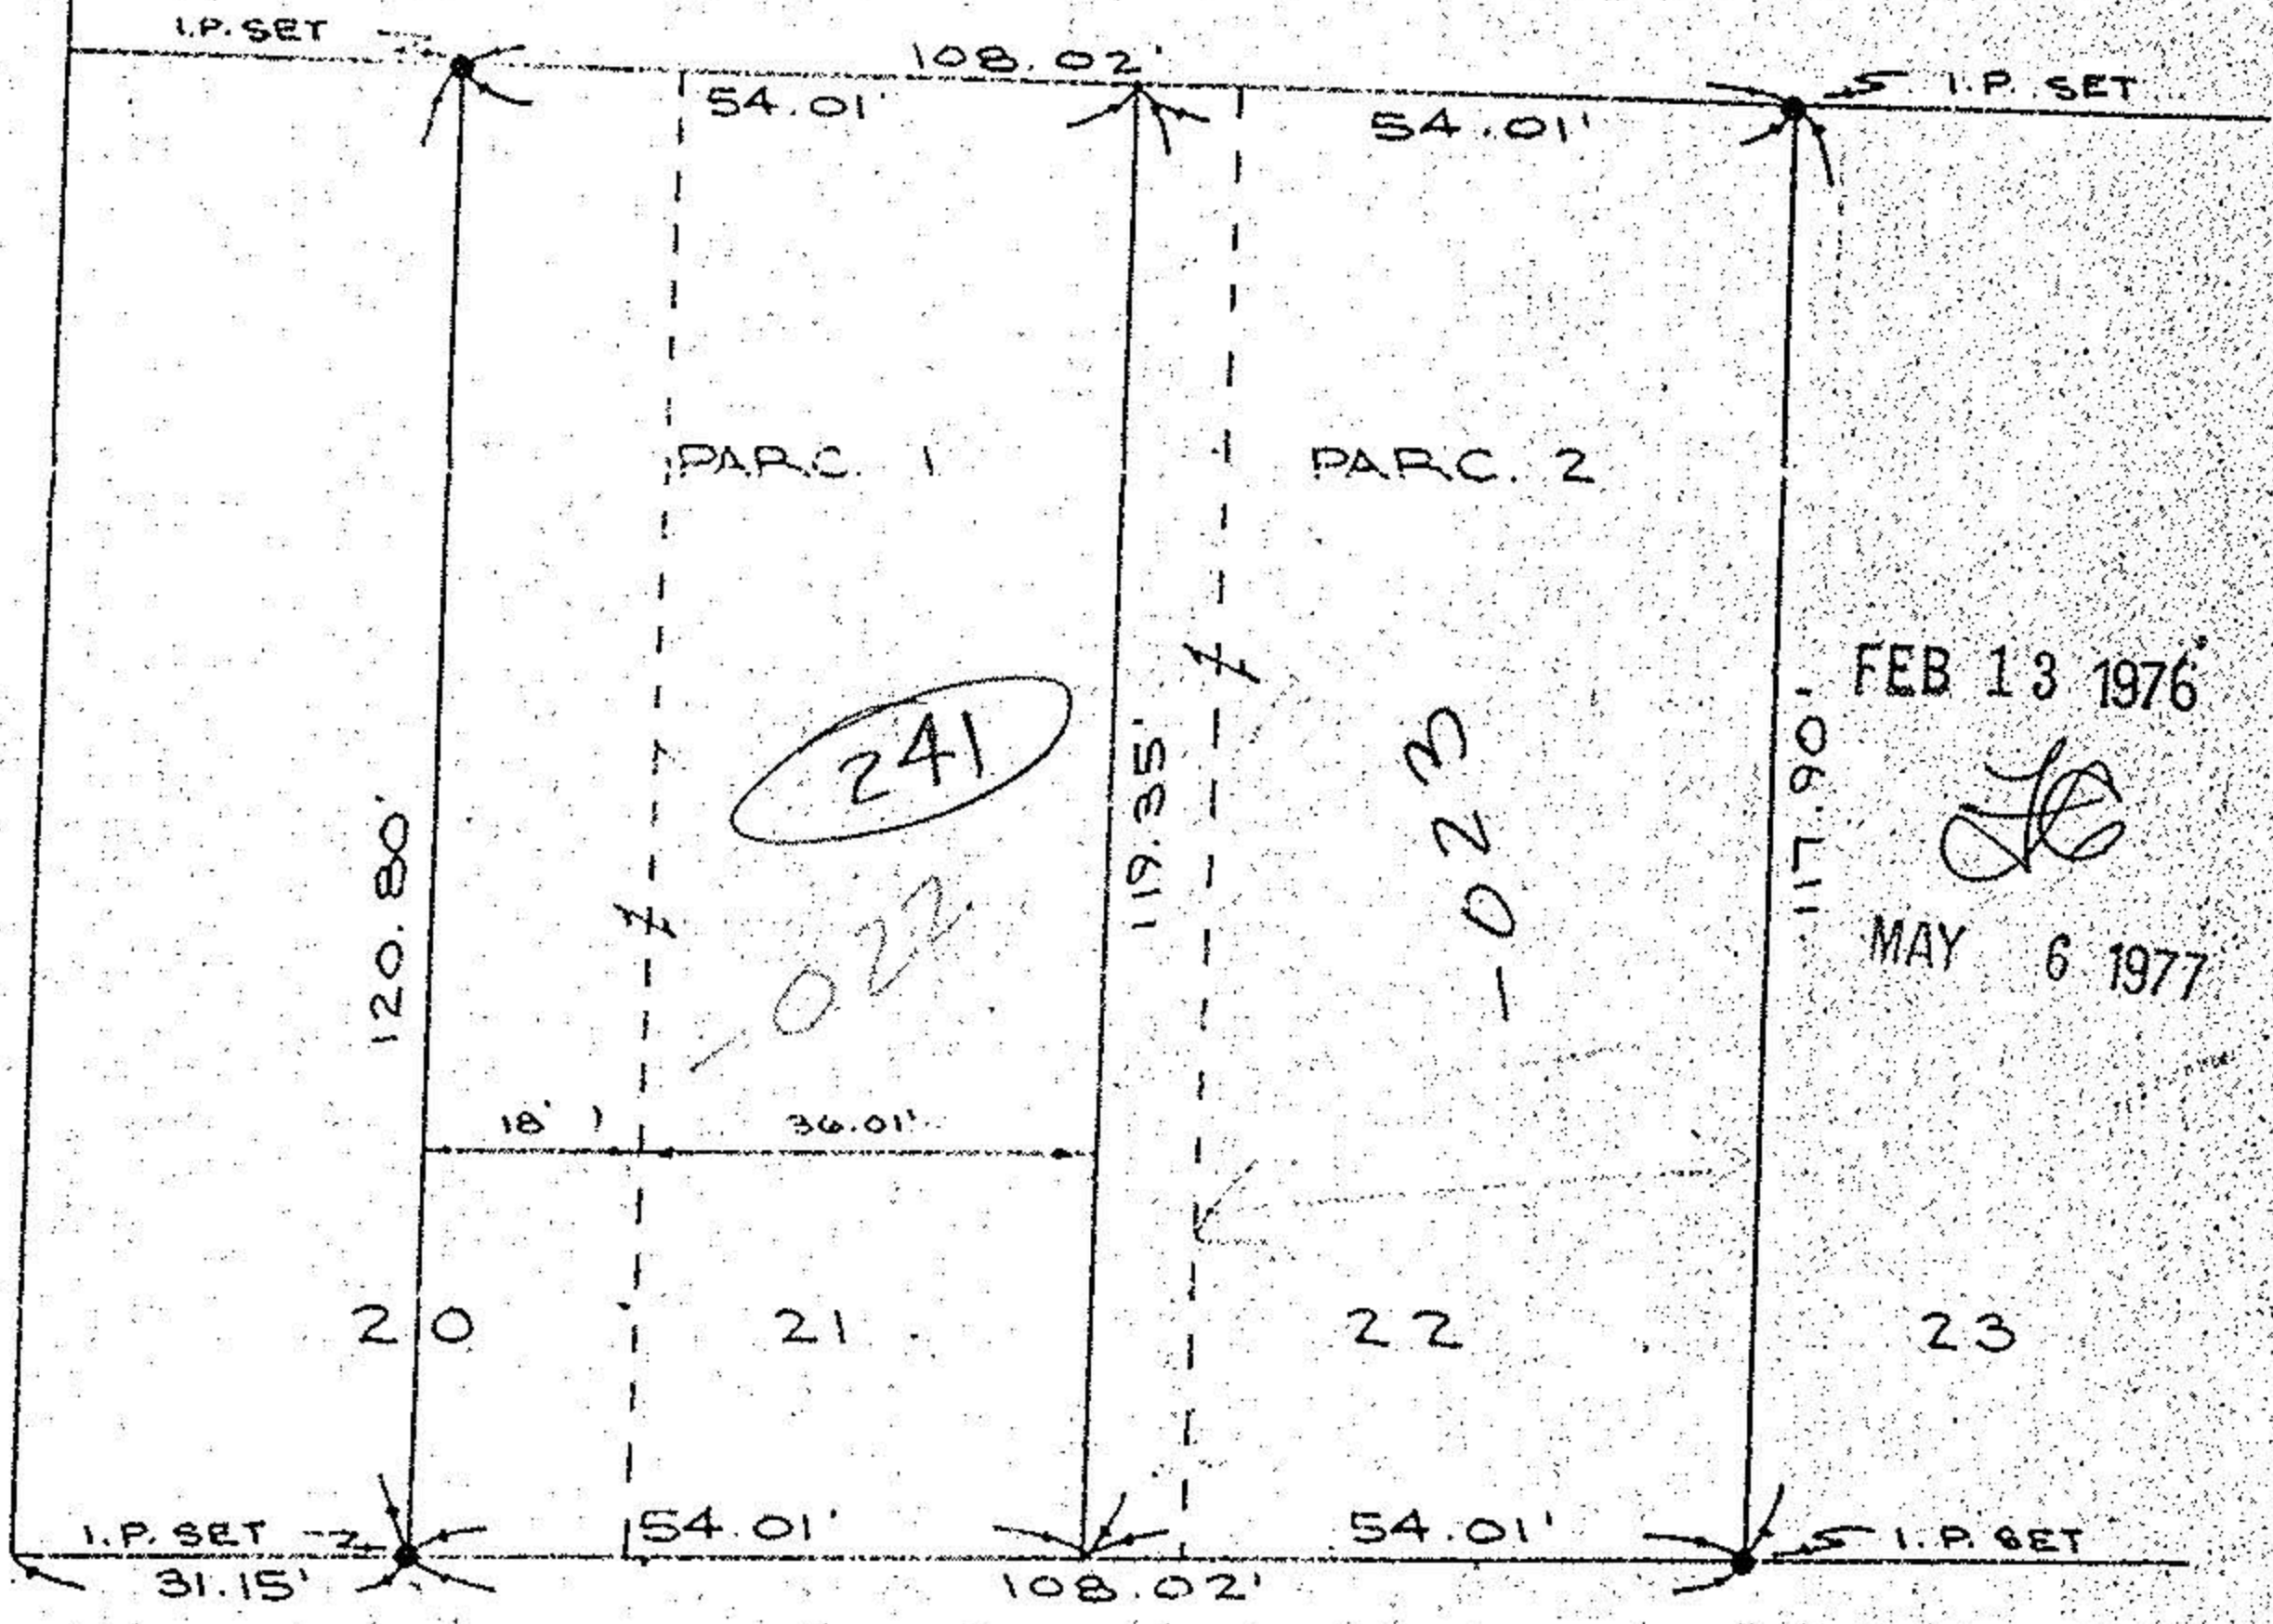 I.P. SET
108.02'
54.01'
54.01'
I.P. SET
PARC. 1
PARC. 2
FEB 13 1976
241
119.35'
-023
117.90'
120.80'
-022
MAY 6 1977
18'
36.01'
20
21
22
23
I.P. SET
54.01'
54.01'
I.P. SET
31.15'
108.02'